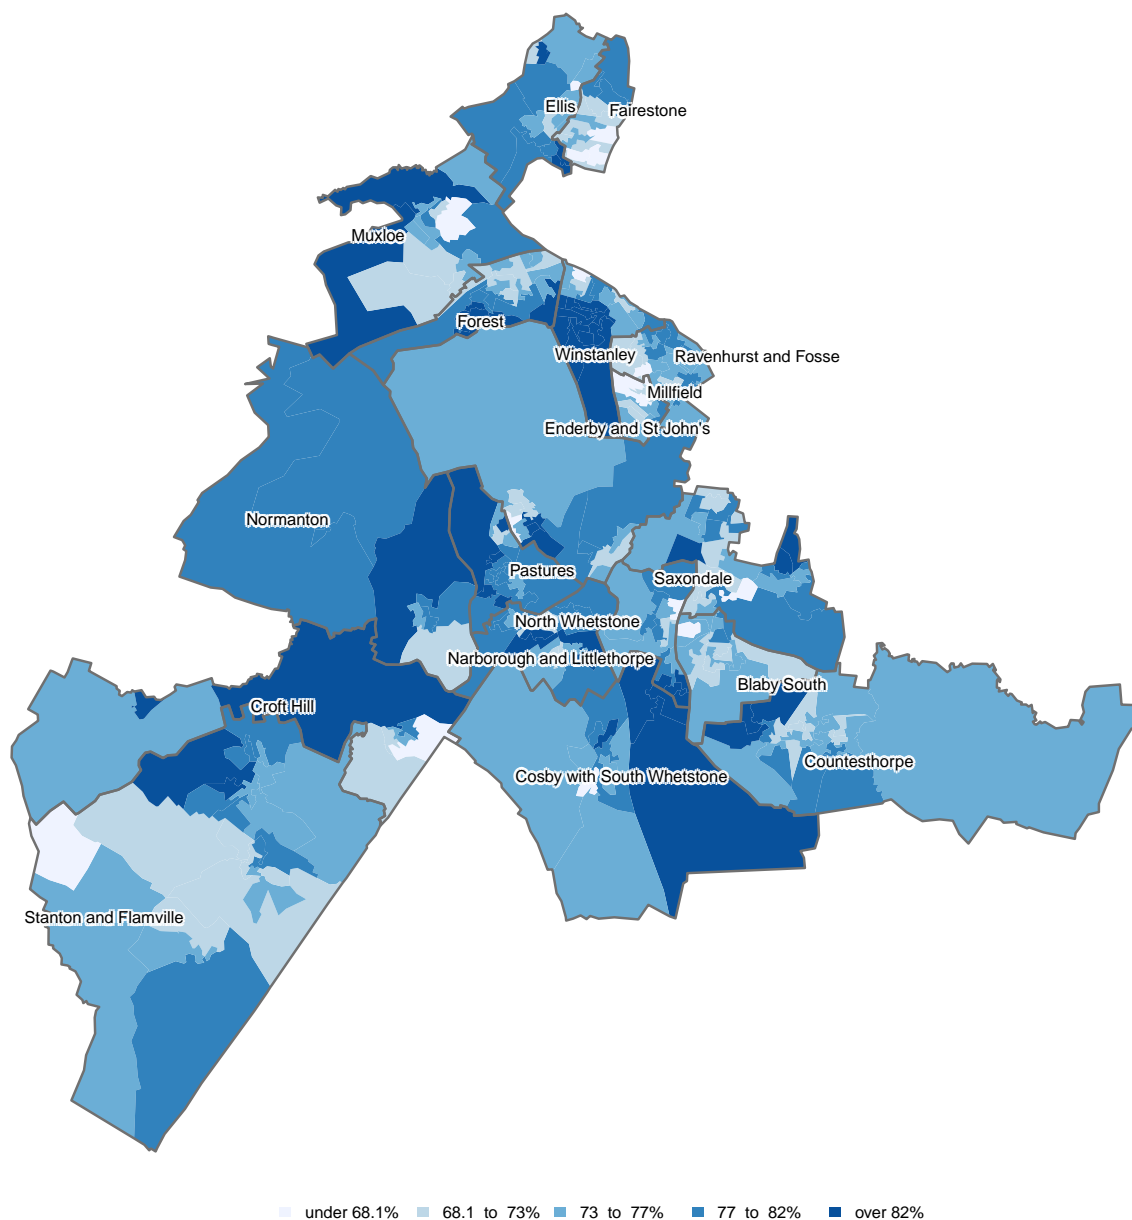 Ellis
Fairestone
Muxloe
Forest
Winstanley
Ravenhurst and Fosse
Millfield
Enderby and St John's
Normanton
Pastures
Saxondale
North Whetstone
Narborough and Littlethorpe
Blaby South
Croft Hill
Countesthorpe
Cosby with South Whetstone
Stanton and Flamville
under 68.1% 68.1 to 73% 73 to 77% 77 to 82% over 82%